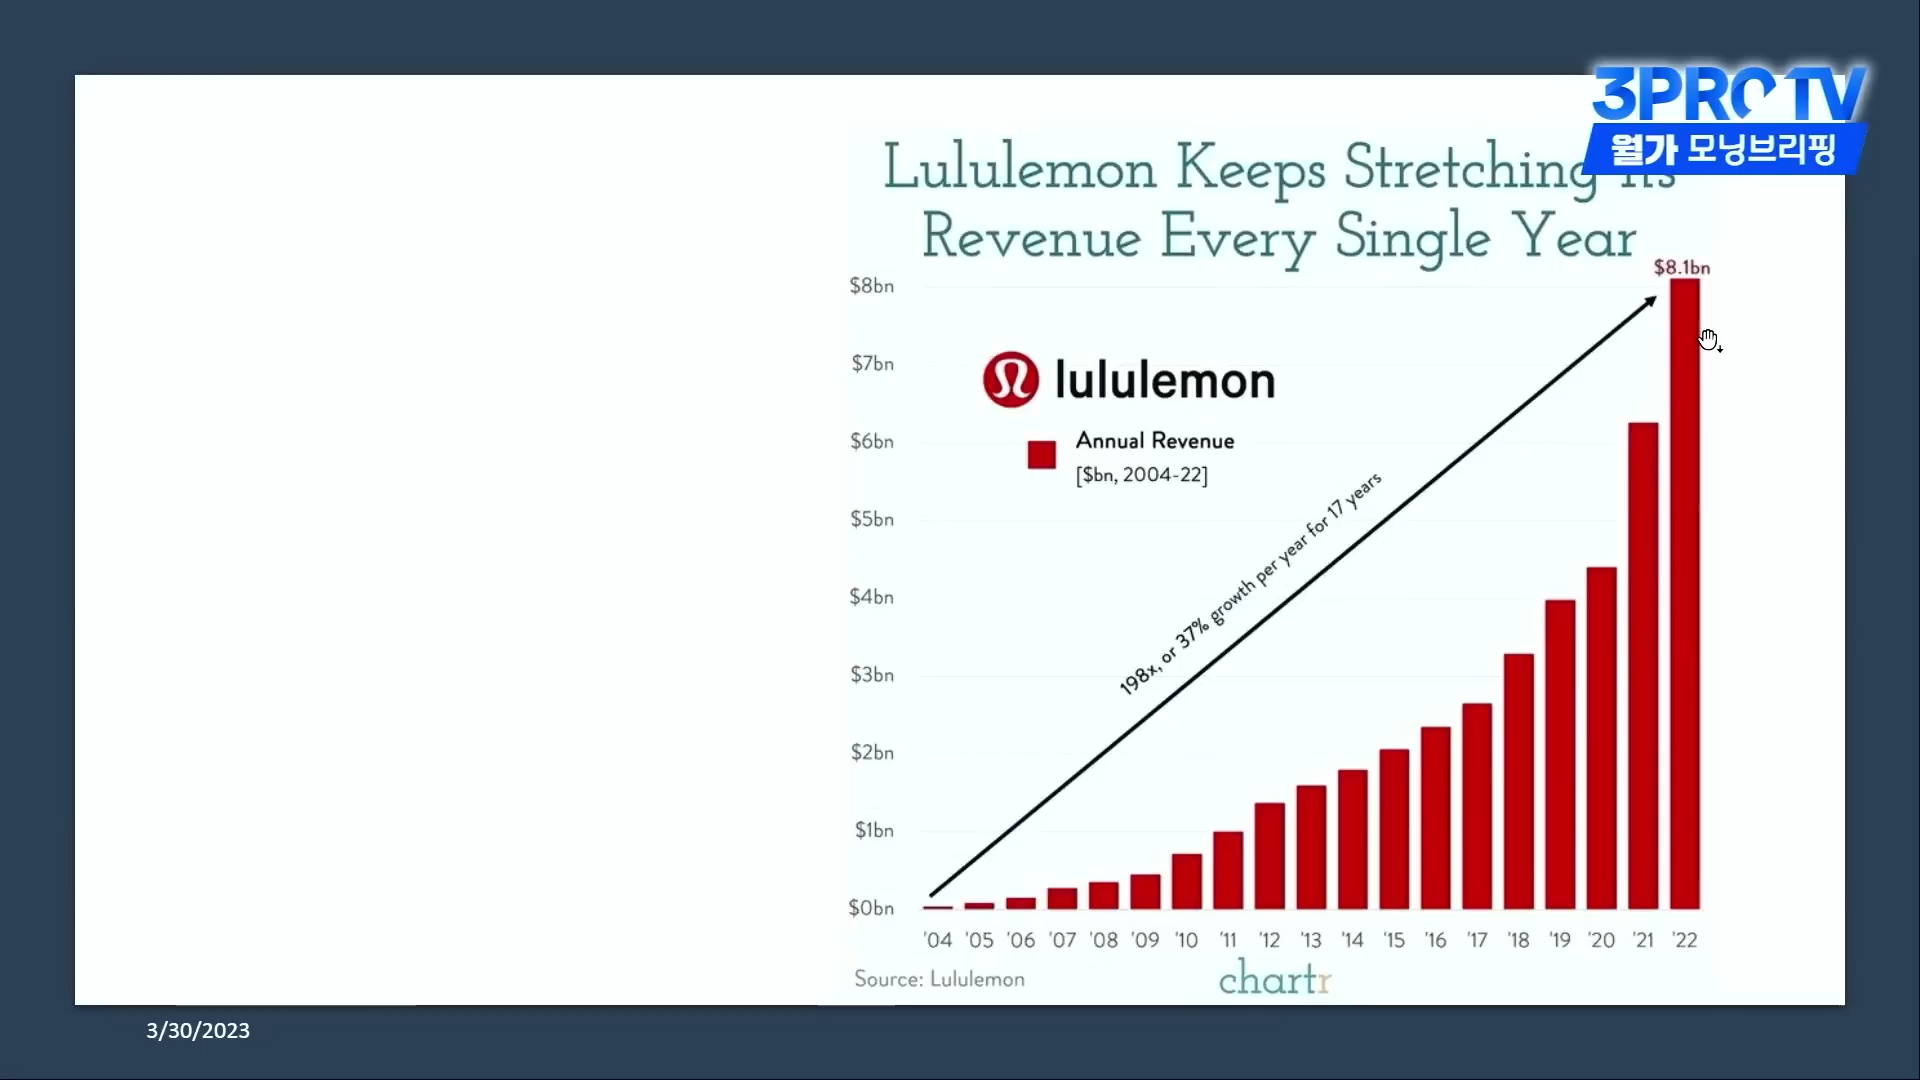 3PROTV
월가 모닝브리핑
Lululemon Keeps Stretching Its
Revenue Every Single Year
$8.1bn
$8bn
$7bn
$6bn
$5bn
$4bn
$3bn
$2bn
$1bn
$0bn
lululemon
Annual Revenue
[$bn, 2004-22]
198x, or 37% growth per year for 17 years
'04 '05 '06 '07 '08 '09 '10 '11 '12 '13 '14 '15 '16 '17 '18 '19 '20 '21 '22
Source: Lululemon
chartr
3/30/2023